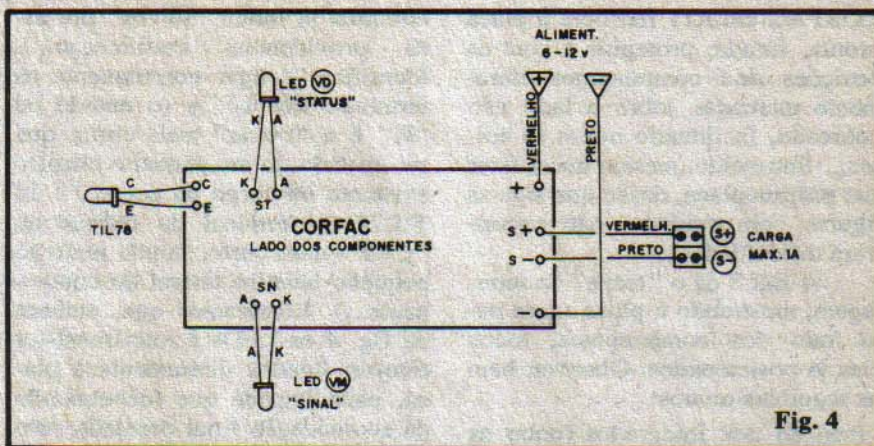 ALIMENT.
6-12v
+
-
VERMELHO
PRETO
LED VD
"STATUS"
K A
K A
ST
C C
E E
TIL78
CORFAC
LADO DOS COMPONENTES
+
S+ VERMELH. S+
S- PRETO S-
CARGA
MAX.1A
-
SN
A K
A K
LED VM
"SINAL"
Fig. 4